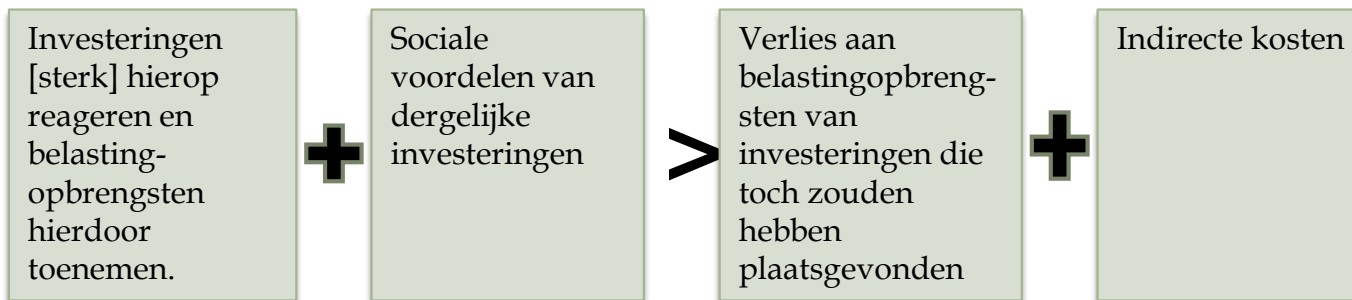 Investeringen
[sterk] hierop
reageren en
belasting-
opbrengsten
hierdoor
toenemen.
+
Sociale
voordelen van
dergelijke
investeringen
>
Verlies aan
belastingopbreng-
sten van
investeringen die
toch zouden
hebben
plaatsgevonden
+
Indirecte kosten